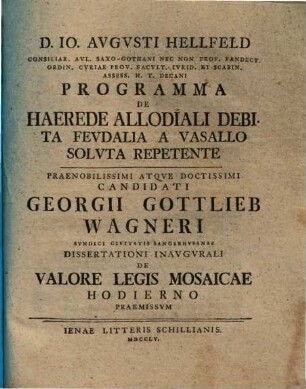 D. IO. AVGVSTI HELLFELD
CONSILIAR. AVL. SAXO-GOTHANI NEC NON PROF. PANDECT.
ORDIN. CVRIAE PROV. FACVLT. IVRID. ET SCABIN.
ASSESS. H. T. DECANI
PROGRAMMA
DE
HAEREDE ALLODIALI DEBI-
TA FEVDALIA A VASALLO
SOLVTA REPETENTE
PRAENOBILISSIMI ATQVE DOCTISSIMI
CANDIDATI
GEORGII GOTTLIEB
WAGNERI
SYNDICI CIVITATIS SANGERHVSANAE
DISSERTATIONI INAVGVRALI
DE
VALORE LEGIS MOSAICAE
HODIERNO
PRAEMISSVM
IENAE LITTERIS SCHILLIANIS.
MDCCLV.